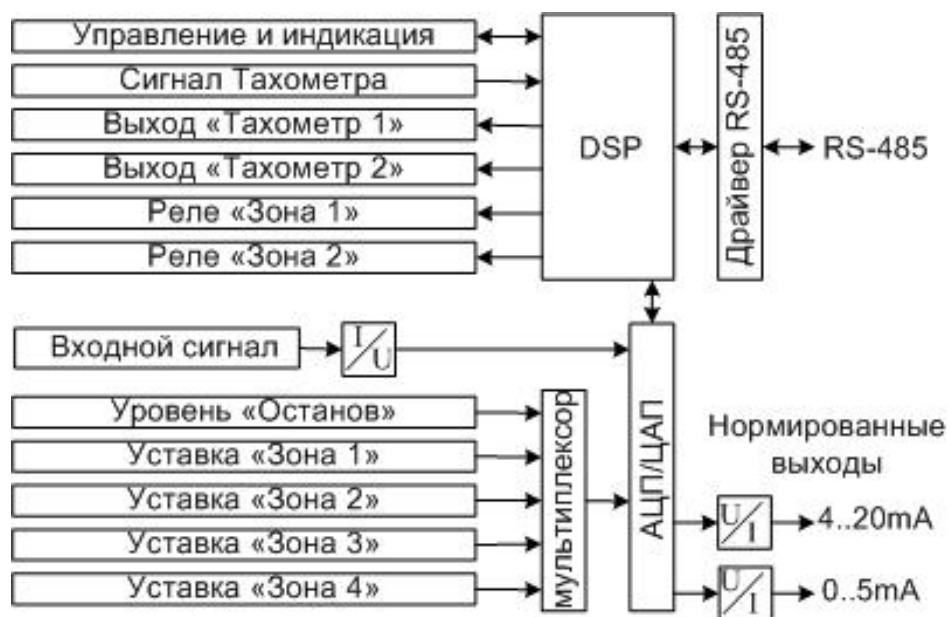 Управление и индикация
Сигнал Тахометра
Выход «Тахометр 1»
Выход «Тахометр 2»
Реле «Зона 1»
Реле «Зона 2»
DSP
Драйвер RS-485
RS-485
Входной сигнал
I/U
Уровень «Останов»
Уставка «Зона 1»
Уставка «Зона 2»
Уставка «Зона 3»
Уставка «Зона 4»
мультиплексор
АЦП/ЦАП
Нормированные
выходы
U/I
4..20mA
U/I
0..5mA